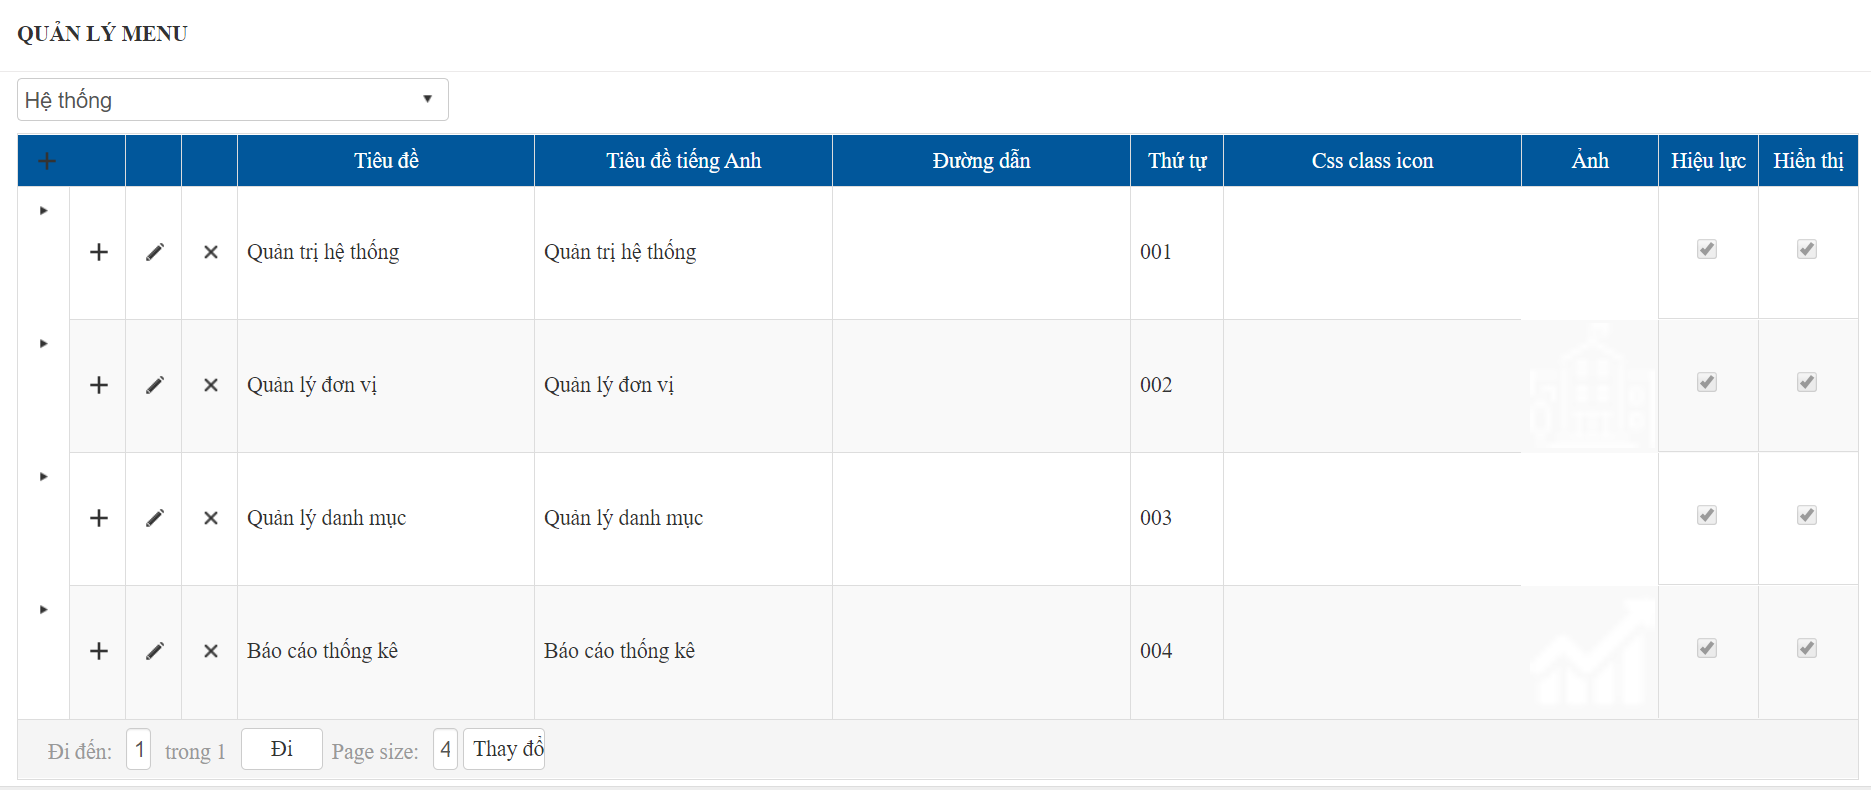 QUẢN LÝ MENU
Hệ thống
Tiêu đề Tiêu đề tiếng Anh Đường dẫn Thứ tự Css class icon Ảnh Hiệu lực Hiển thị
Quản trị hệ thống Quản trị hệ thống 001
Quản lý đơn vị Quản lý đơn vị 002
Quản lý danh mục Quản lý danh mục 003
Báo cáo thống kê Báo cáo thống kê 004
Đi đến: 1 trong 1 Đi Page size: 4 Thay đổ